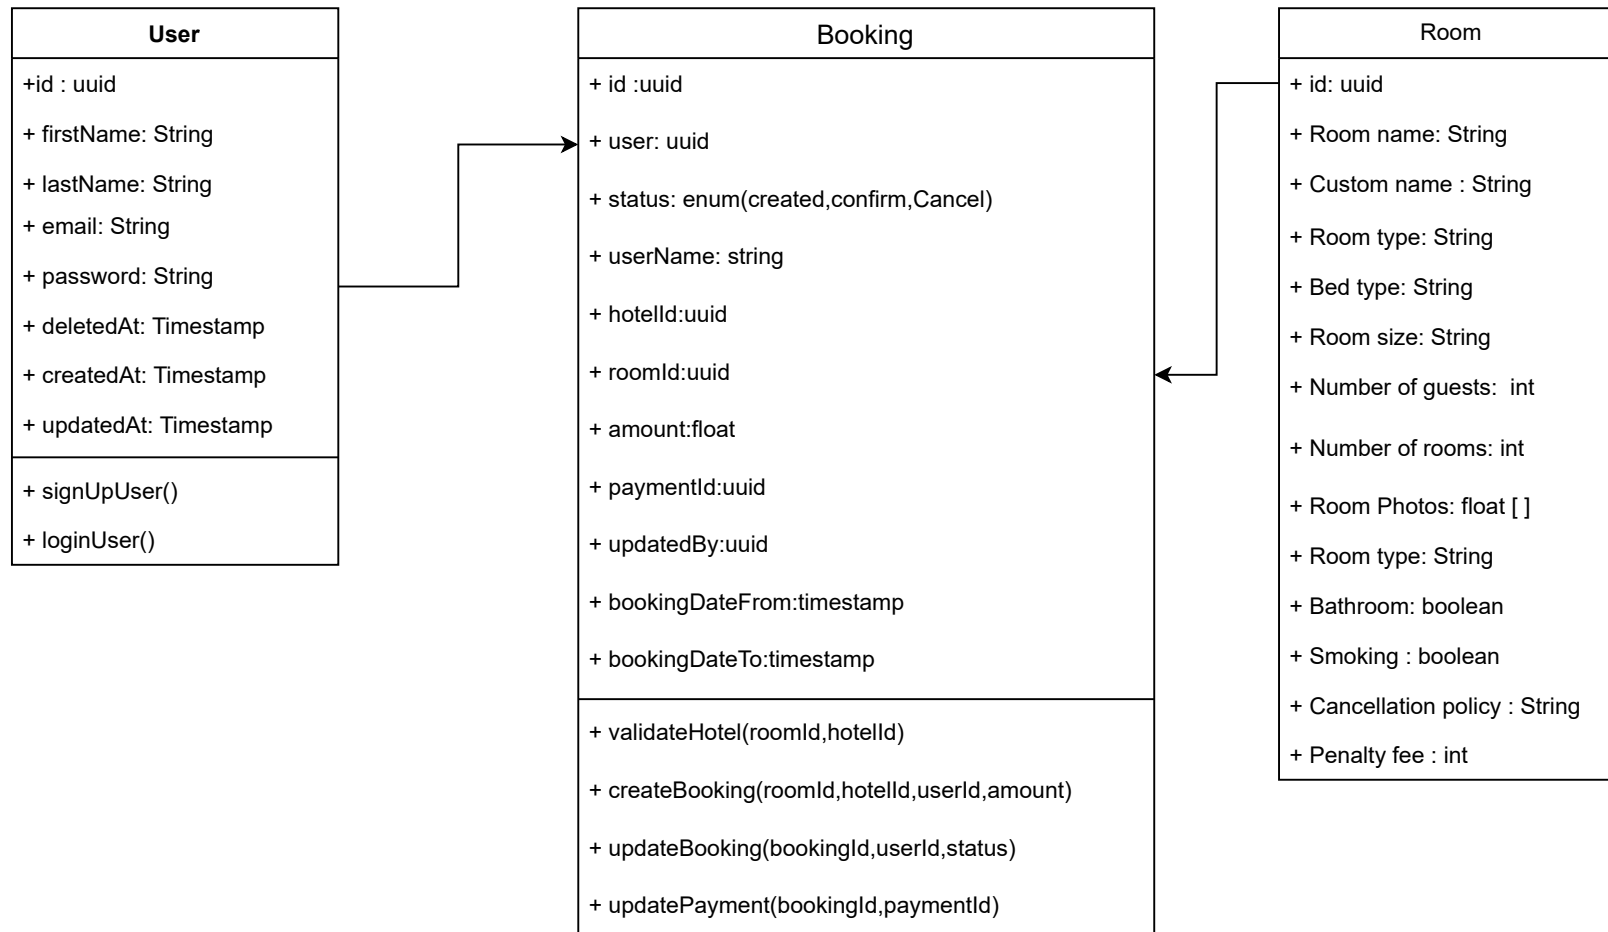 User
+id : uuid
+ firstName: String
+ lastName: String
+ email: String
+ password: String
+ deletedAt: Timestamp
+ createdAt: Timestamp
+ updatedAt: Timestamp
+ signUpUser()
+ loginUser()
Booking
+ id :uuid
+ user: uuid
+ status: enum(created,confirm,Cancel)
+ userName: string
+ hotelId:uuid
+ roomId:uuid
+ amount:float
+ paymentId:uuid
+ updatedBy:uuid
+ bookingDateFrom:timestamp
+ bookingDateTo:timestamp
+ validateHotel(roomId,hotelId)
+ createBooking(roomId,hotelId,userId,amount)
+ updateBooking(bookingId,userId,status)
+ updatePayment(bookingId,paymentId)
Room
+ id: uuid
+ Room name: String
+ Custom name : String
+ Room type: String
+ Bed type: String
+ Room size: String
+ Number of guests:  int
+ Number of rooms: int
+ Room Photos: float [ ]
+ Room type: String
+ Bathroom: boolean
+ Smoking : boolean
+ Cancellation policy : String
+ Penalty fee : int